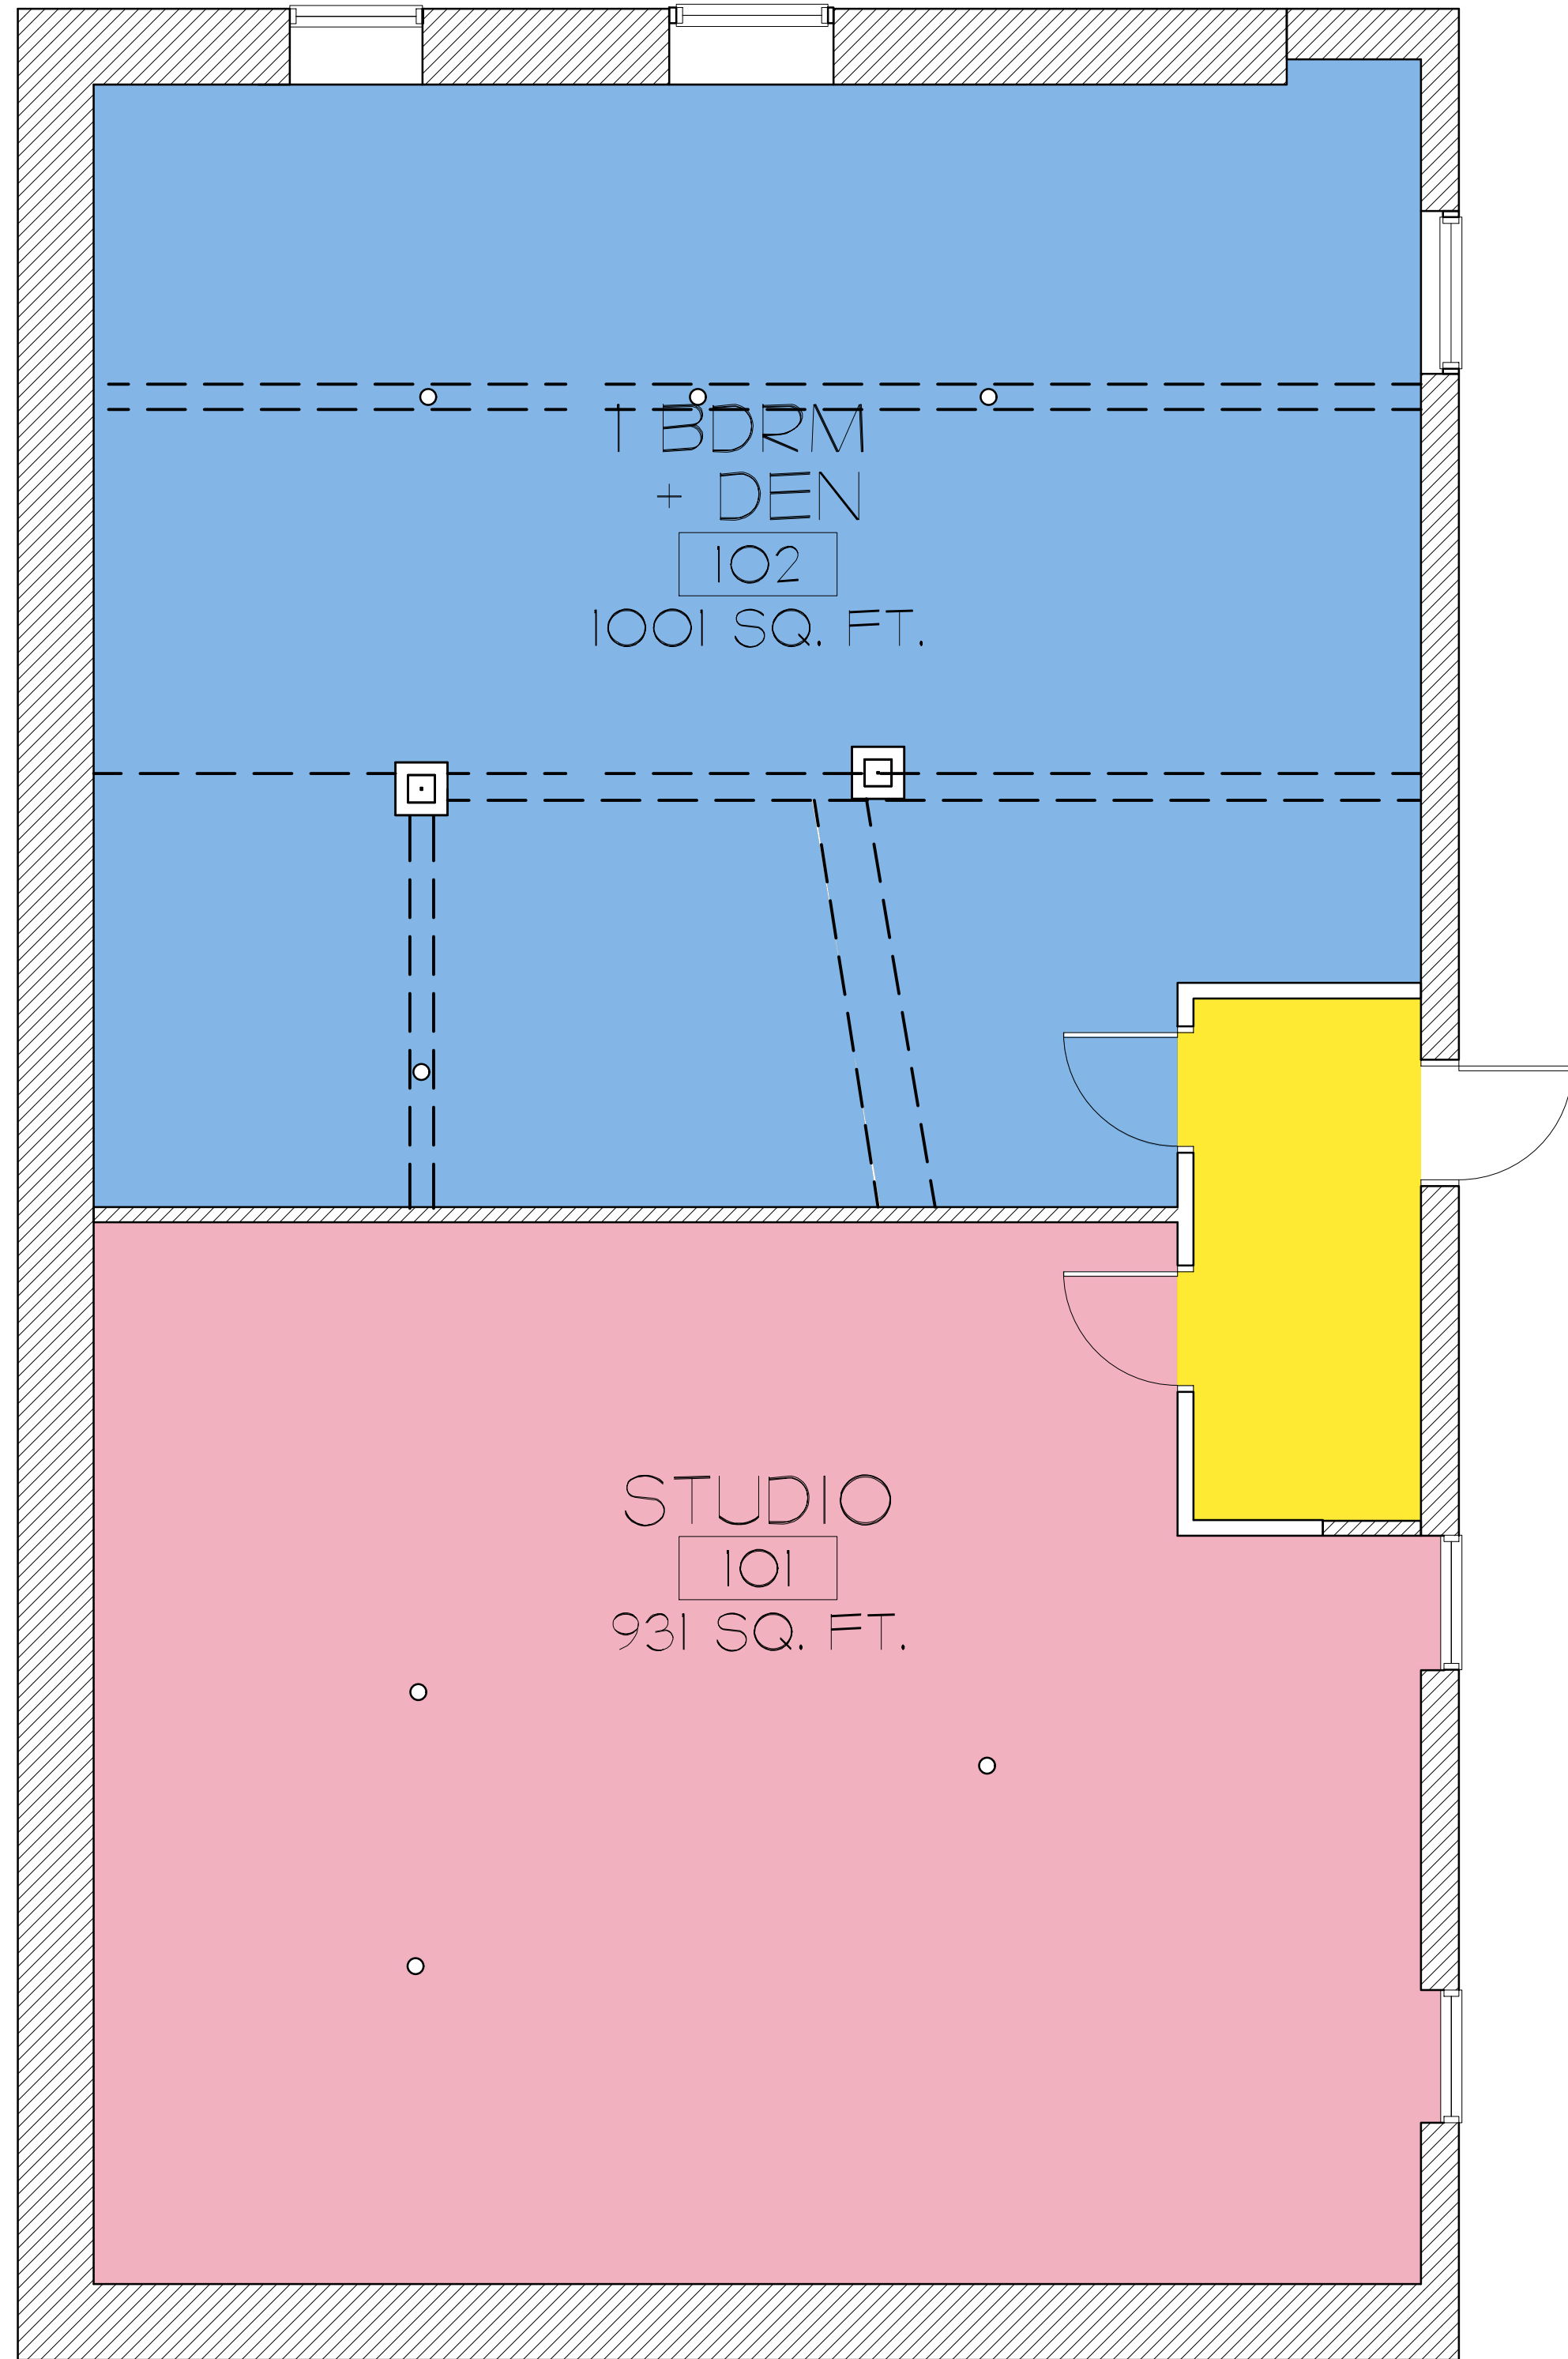 1 BDRM
+ DEN
102
1001 SQ. FT.
STUDIO
101
931 SQ. FT.